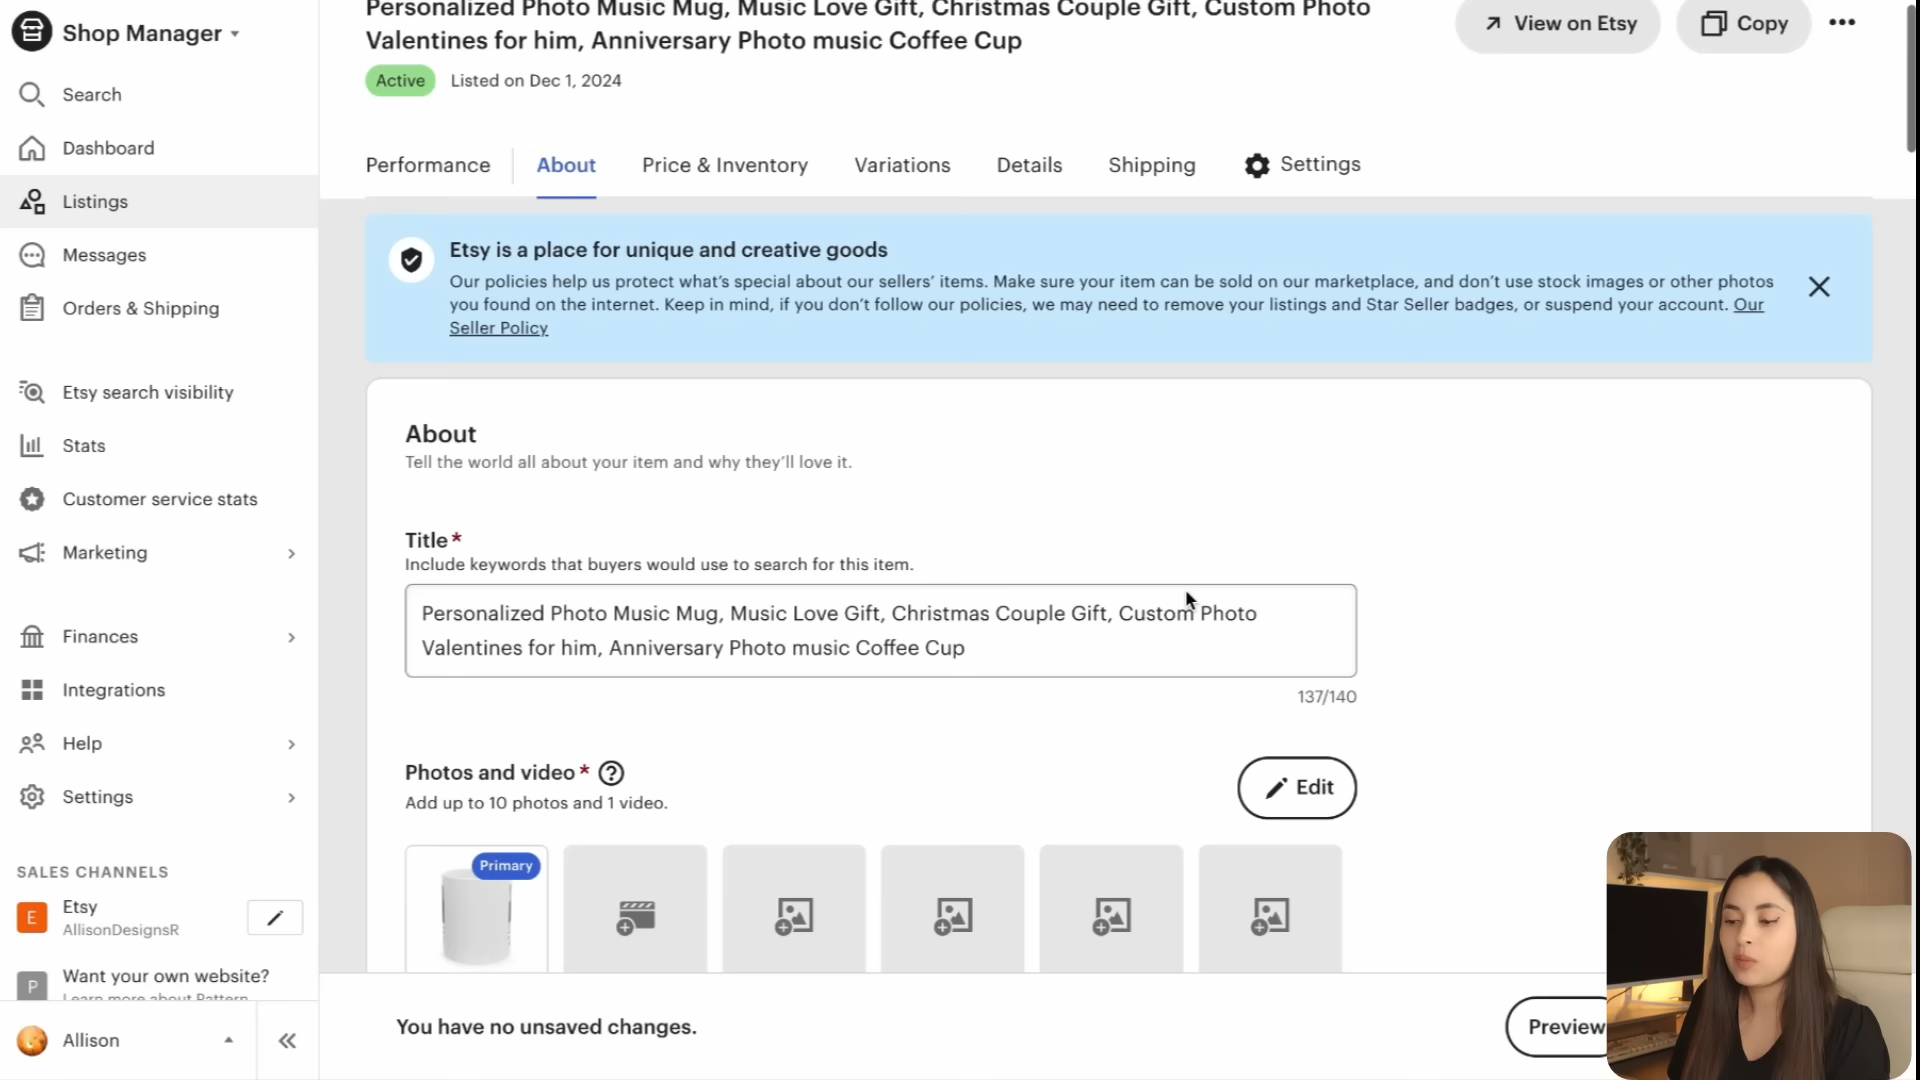 Shop Manager
Search
Dashboard
Listings
Messages
Orders & Shipping
Etsy search visibility
Stats
Customer service stats
Marketing
Finances
Integrations
Help
Settings
SALES CHANNELS
E
Etsy
AllisonDesignsR
P
Want your own website?
Learn more about Pattern
Allison
Personalized Photo Music Mug, Music Love Gift, Christmas Couple Gift, Custom Photo
Valentines for him, Anniversary Photo music Coffee Cup
View on Etsy
Copy
Active
Listed on Dec 1, 2024
Performance
About
Price & Inventory
Variations
Details
Shipping
Settings
Etsy is a place for unique and creative goods
Our policies help us protect what's special about our sellers' items. Make sure your item can be sold on our marketplace, and don't use stock images or other photos
you found on the internet. Keep in mind, if you don't follow our policies, we may need to remove your listings and Star Seller badges, or suspend your account. Our
Seller Policy
About
Tell the world all about your item and why they'll love it.
Title*
Include keywords that buyers would use to search for this item.
Personalized Photo Music Mug, Music Love Gift, Christmas Couple Gift, Custom Photo
Valentines for him, Anniversary Photo music Coffee Cup
137/140
Photos and video*
Add up to 10 photos and 1 video.
Edit
Primary
You have no unsaved changes.
Preview